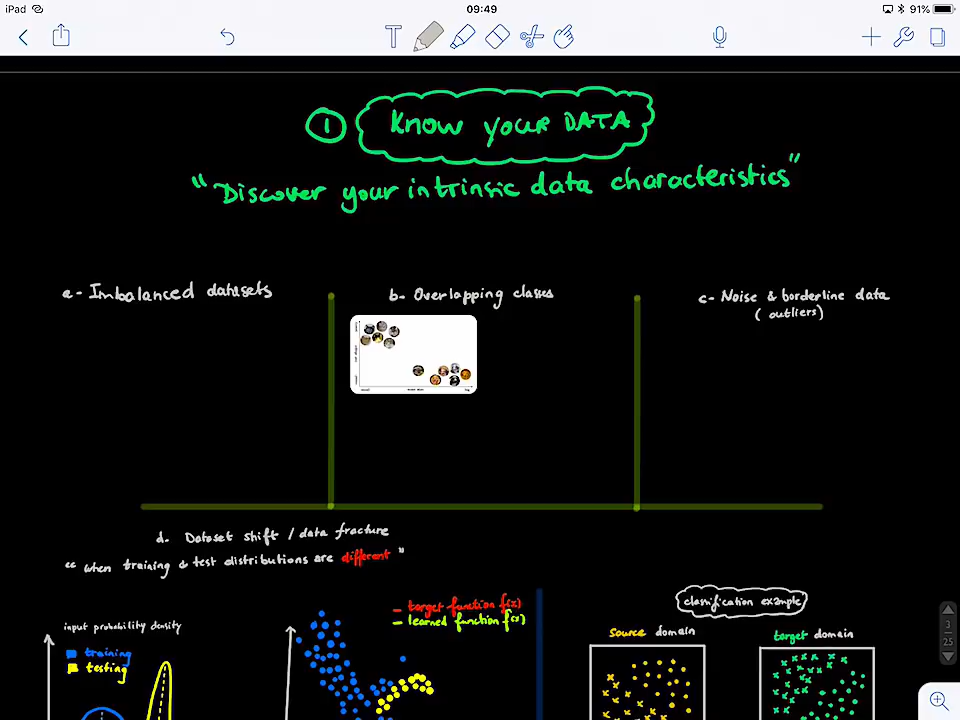 iPad
09:49
91%
1 Know your DATA
"Discover your intrinsic data characteristics"
a- Imbalanced datasets
b- Overlapping classes
c- Noise & borderline data
(outliers)
d. Dataset shift / data fracture
"when training & test distributions are different"
input probability density
training
testing
target function f(x)
learned function f(x)
classification example
Source domain
target domain
3
25